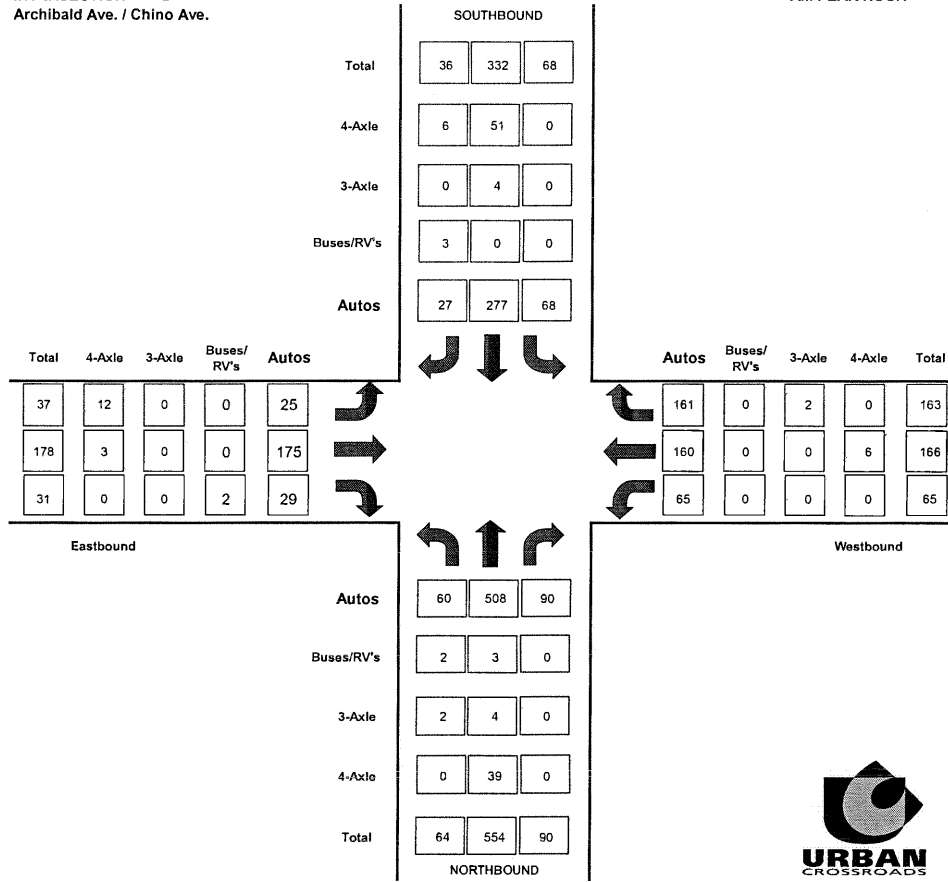 Archibald Ave. / Chino Ave.
SOUTHBOUND
Total 36 332 68
4-Axle 6 51 0
3-Axle 0 4 0
Buses/RV's 3 0 0
Autos 27 277 68
Total 4-Axle 3-Axle Buses/ RV's Autos
37 12 0 0 25
178 3 0 0 175
31 0 0 2 29
Eastbound
Autos Buses/ RV's 3-Axle 4-Axle Total
161 0 2 0 163
160 0 0 6 166
65 0 0 0 65
Westbound
Autos 60 508 90
Buses/RV's 2 3 0
3-Axle 2 4 0
4-Axle 0 39 0
Total 64 554 90
NORTHBOUND
URBAN
CROSSROADS